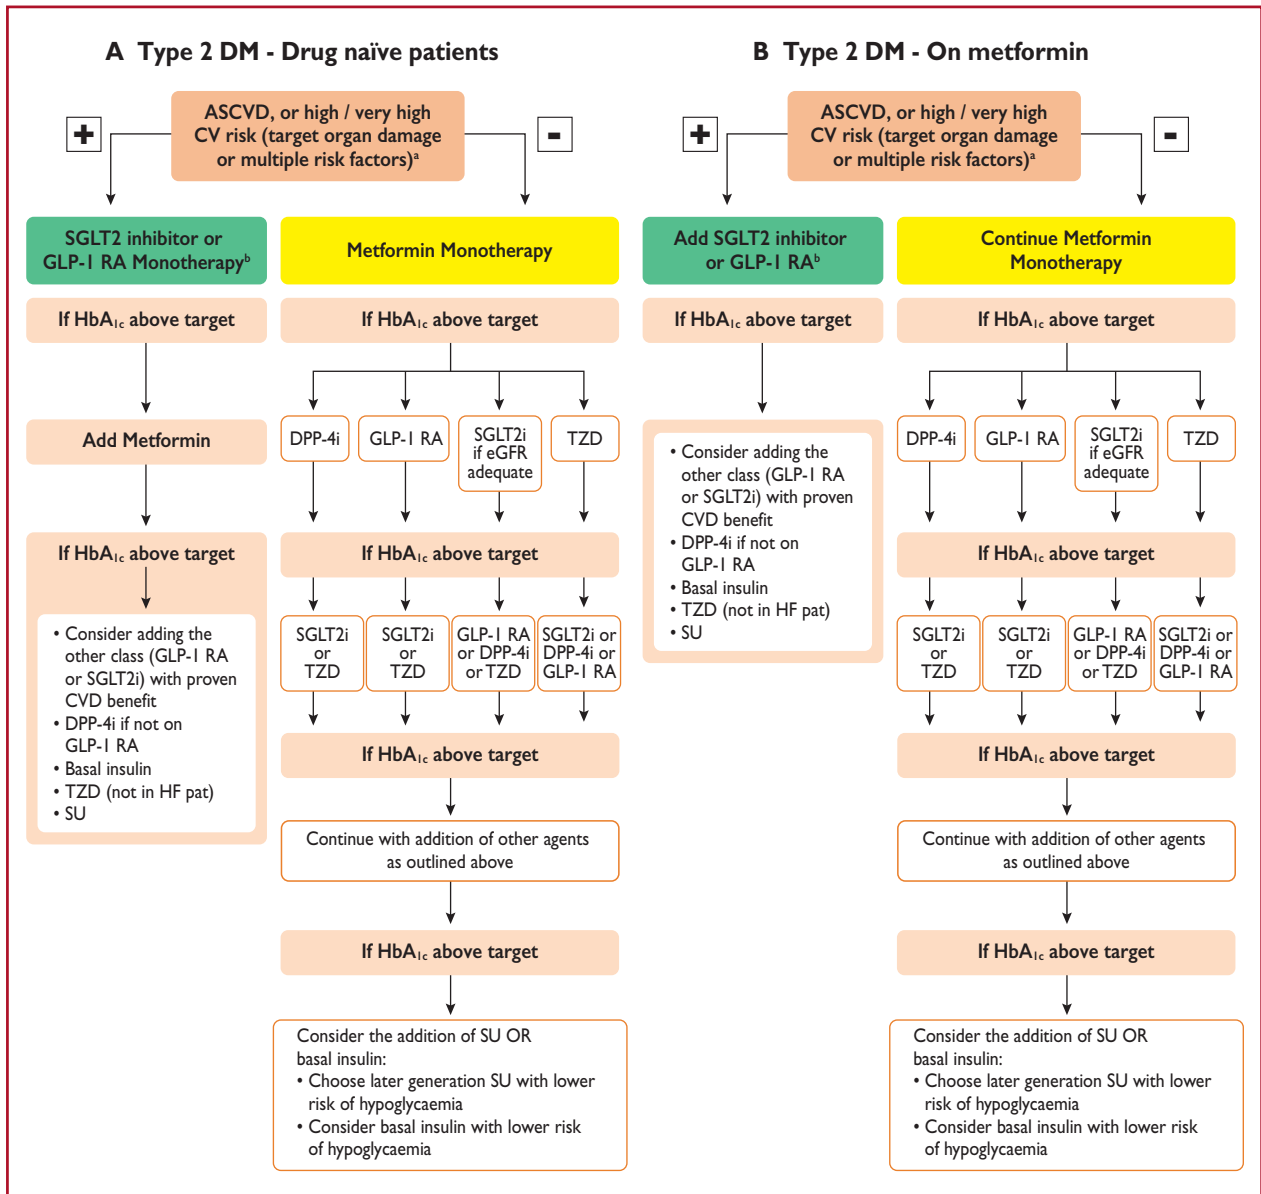 A Type 2 DM - Drug naïve patients
ASCVD, or high / very high
CV risk (target organ damage
or multiple risk factors)ᵃ
+
-
SGLT2 inhibitor or
GLP-1 RA Monotherapyᵇ
If HbA₁c above target
Add Metformin
If HbA₁c above target
• Consider adding the
other class (GLP-1 RA
or SGLT2i) with proven
CVD benefit
• DPP-4i if not on
GLP-1 RA
• Basal insulin
• TZD (not in HF pat)
• SU
Metformin Monotherapy
If HbA₁c above target
DPP-4i
GLP-1 RA
SGLT2i
if eGFR
adequate
TZD
If HbA₁c above target
SGLT2i
or
TZD
SGLT2i
or
TZD
GLP-1 RA
or DPP-4i
or TZD
SGLT2i or
DPP-4i or
GLP-1 RA
If HbA₁c above target
Continue with addition of other agents
as outlined above
If HbA₁c above target
Consider the addition of SU OR
basal insulin:
• Choose later generation SU with lower
risk of hypoglycaemia
• Consider basal insulin with lower risk
of hypoglycaemia
B Type 2 DM - On metformin
ASCVD, or high / very high
CV risk (target organ damage
or multiple risk factors)ᵃ
+
-
Add SGLT2 inhibitor
or GLP-1 RAᵇ
If HbA₁c above target
• Consider adding the
other class (GLP-1 RA
or SGLT2i) with proven
CVD benefit
• DPP-4i if not on
GLP-1 RA
• Basal insulin
• TZD (not in HF pat)
• SU
Continue Metformin
Monotherapy
If HbA₁c above target
DPP-4i
GLP-1 RA
SGLT2i
if eGFR
adequate
TZD
If HbA₁c above target
SGLT2i
or
TZD
SGLT2i
or
TZD
GLP-1 RA
or DPP-4i
or TZD
SGLT2i or
DPP-4i or
GLP-1 RA
If HbA₁c above target
Continue with addition of other agents
as outlined above
If HbA₁c above target
Consider the addition of SU OR
basal insulin:
• Choose later generation SU with lower
risk of hypoglycaemia
• Consider basal insulin with lower risk
of hypoglycaemia